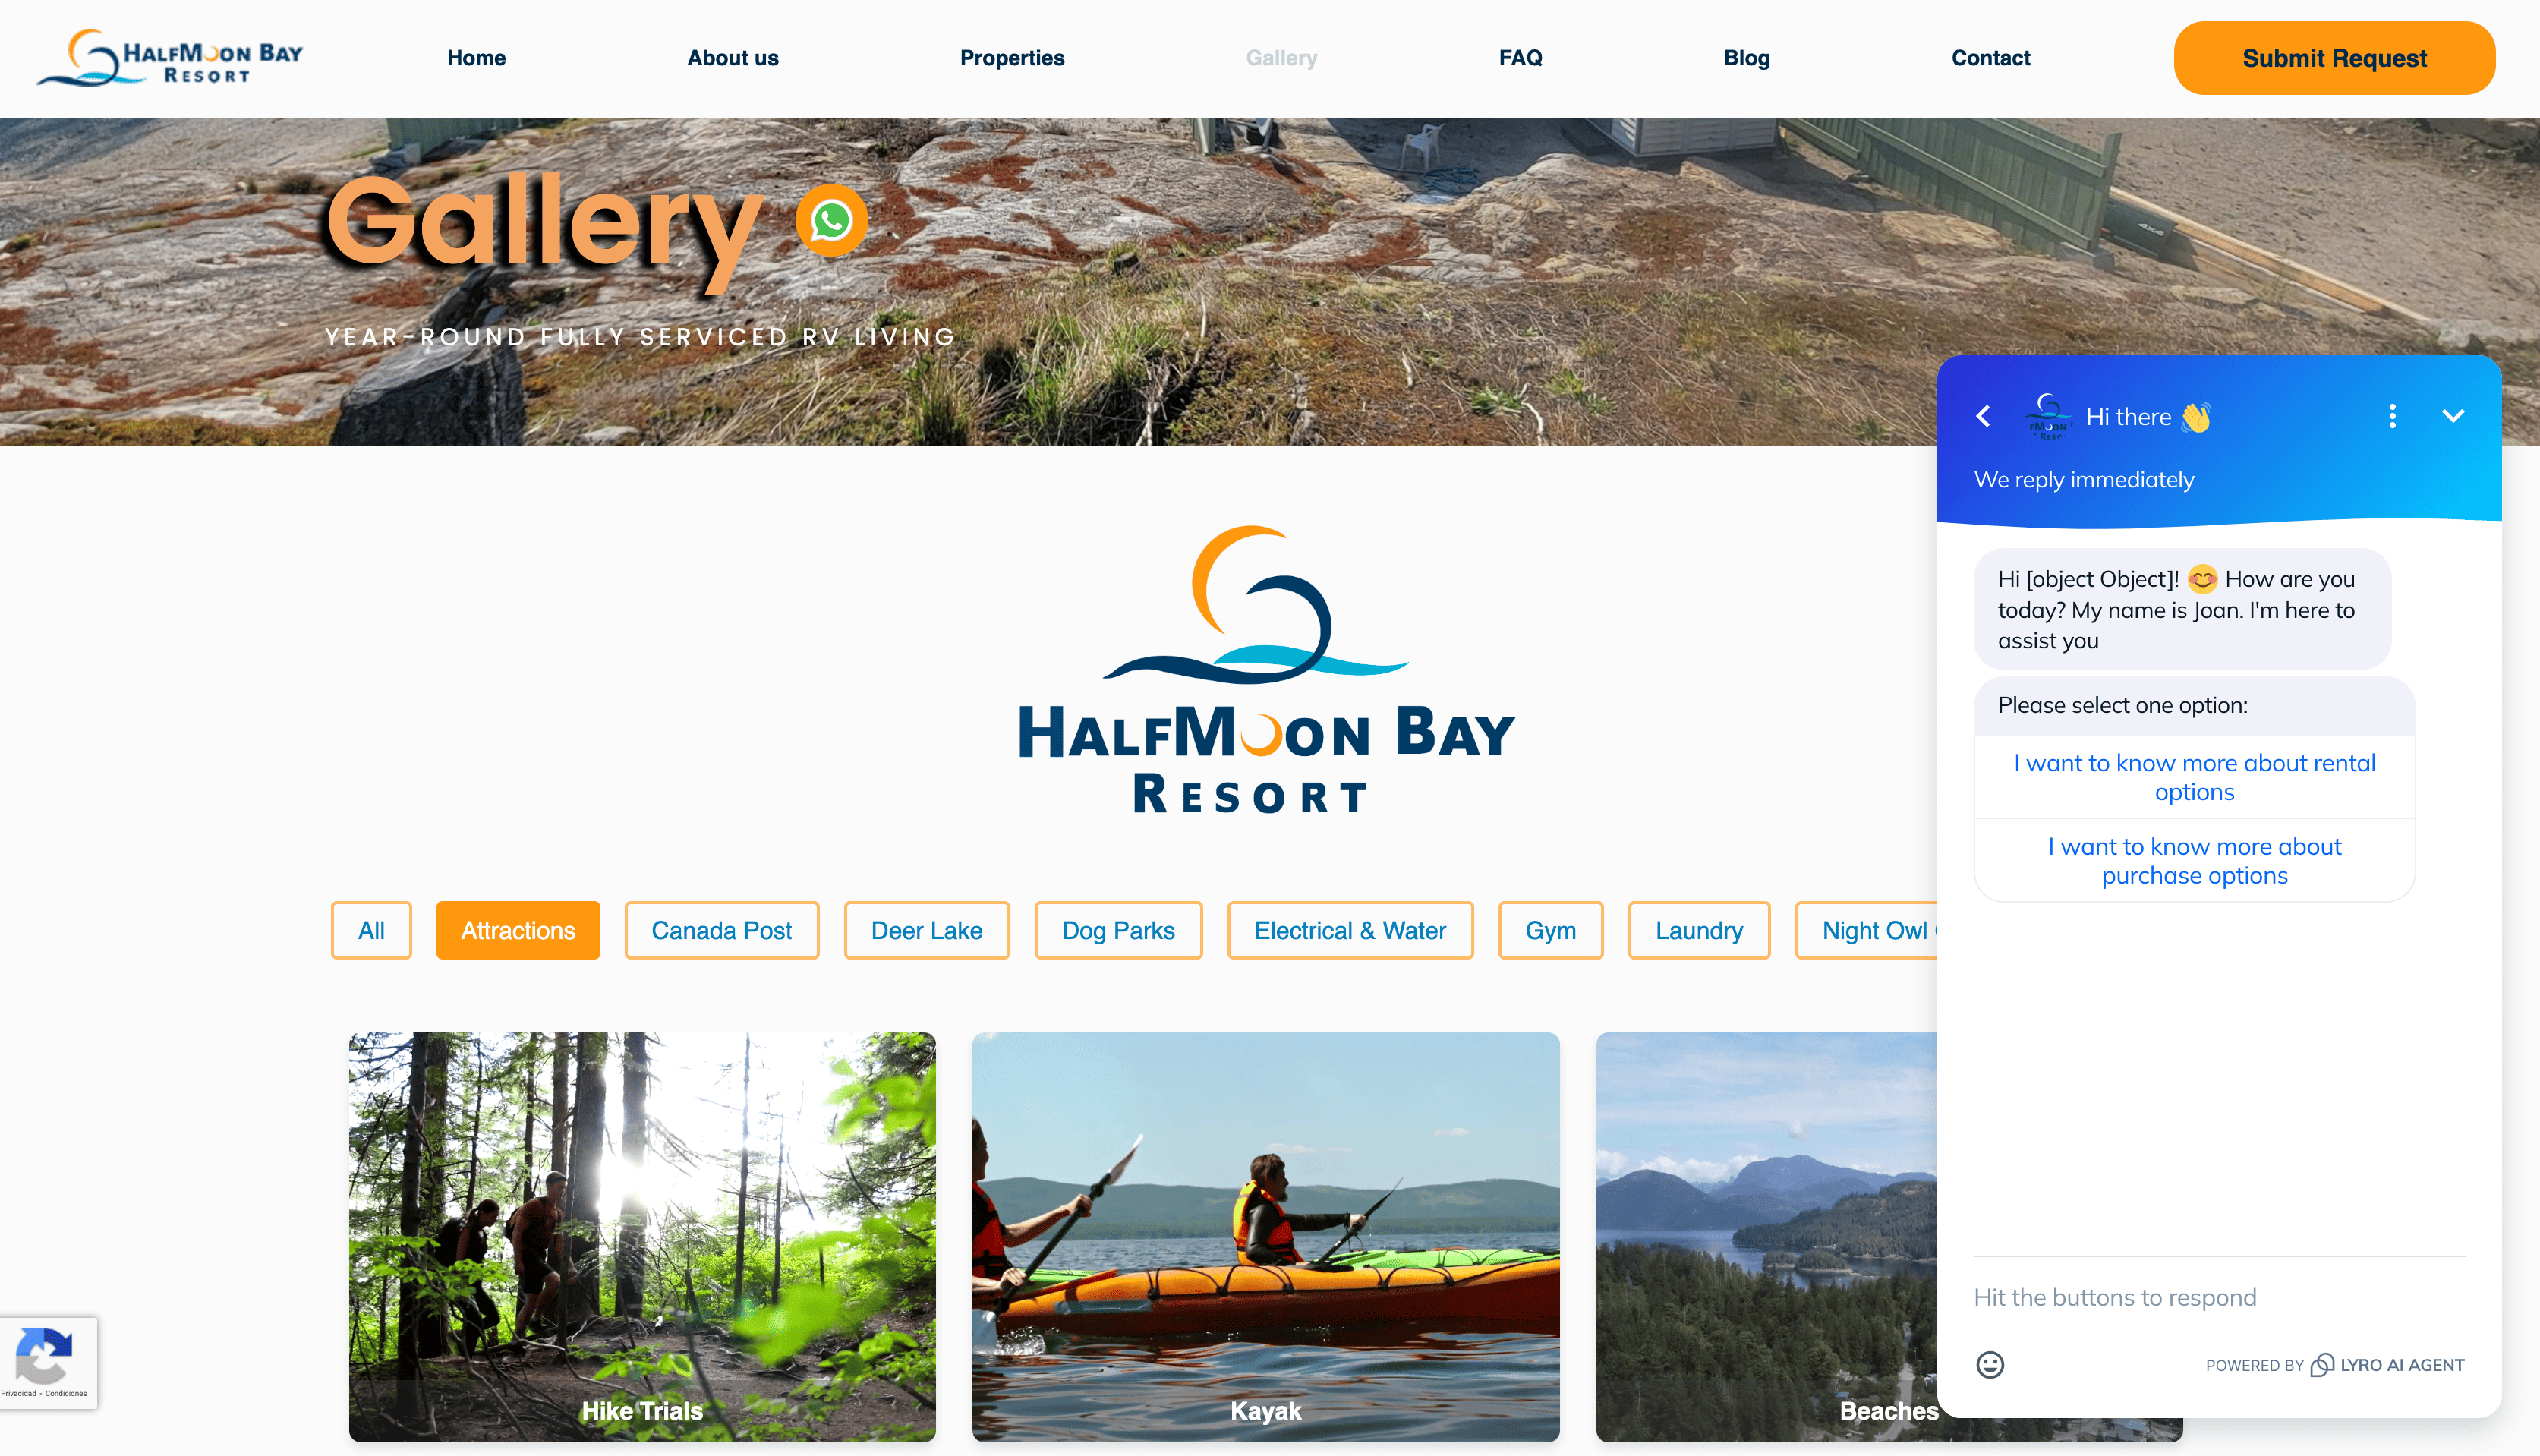 HALFMOON BAY
RESORT
Home
About us
Properties
Gallery
FAQ
Blog
Contact
Submit Request
Gallery
YEAR-ROUND FULLY SERVICED RV LIVING
4X4
Hi there 👋
We reply immediately
Hi [object Object]! 😊 How are you
today? My name is Joan. I'm here to
assist you
Please select one option:
I want to know more about rental
options
I want to know more about
purchase options
Hit the buttons to respond
POWERED BY LYRO AI AGENT
HALFMOON BAY
RESORT
All
Attractions
Canada Post
Deer Lake
Dog Parks
Electrical & Water
Gym
Laundry
Night Owl
Hike Trials
Kayak
Beaches
Privacidad - Condiciones